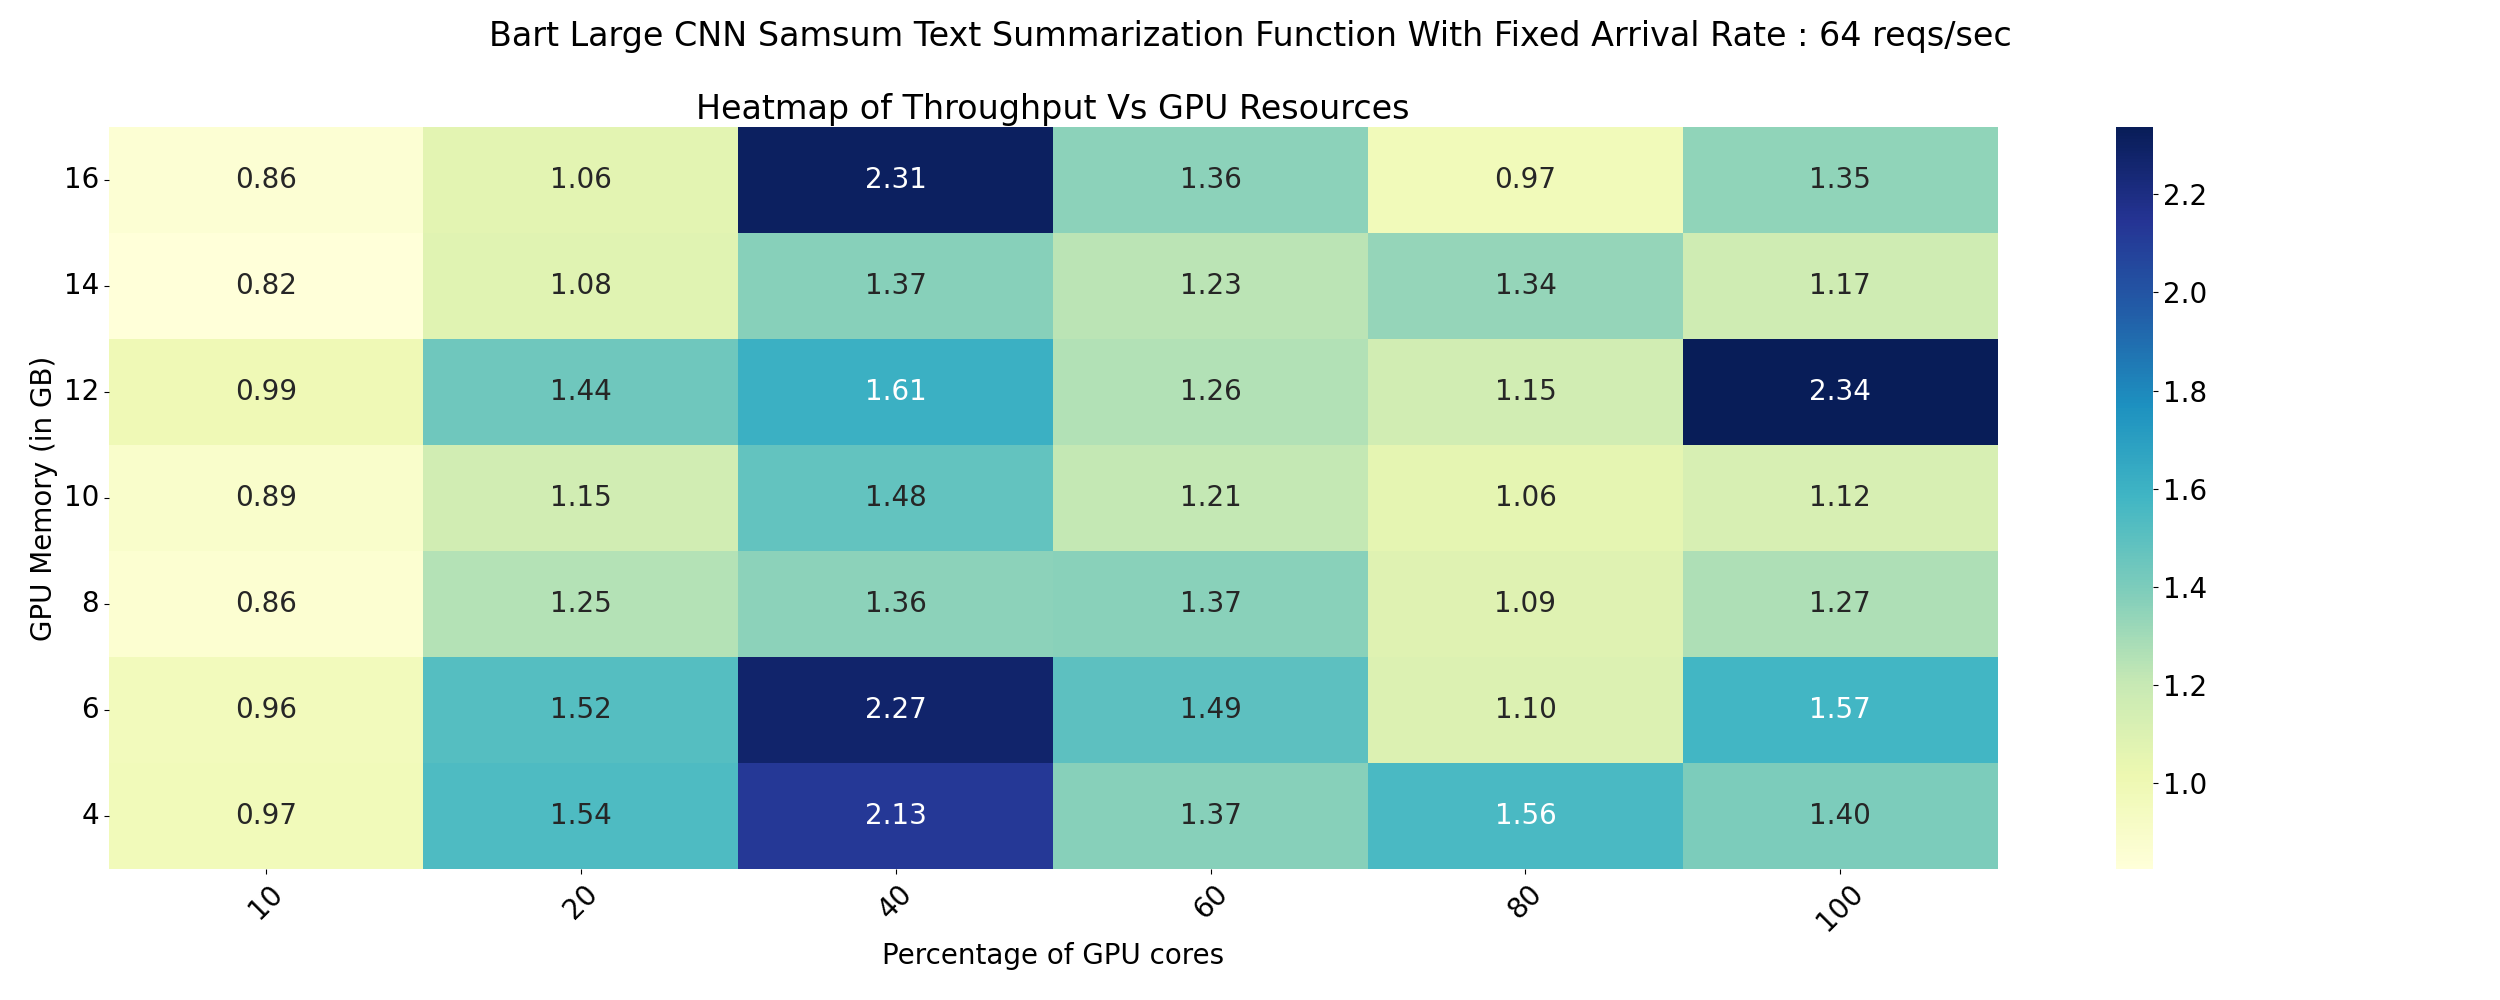 Bart Large CNN Samsum Text Summarization Function With Fixed Arrival Rate : 64 reqs/sec
Heatmap of Throughput Vs GPU Resources
GPU Memory (in GB)
16 0.86 1.06 2.31 1.36 0.97 1.35
14 0.82 1.08 1.37 1.23 1.34 1.17
12 0.99 1.44 1.61 1.26 1.15 2.34
10 0.89 1.15 1.48 1.21 1.06 1.12
8 0.86 1.25 1.36 1.37 1.09 1.27
6 0.96 1.52 2.27 1.49 1.10 1.57
4 0.97 1.54 2.13 1.37 1.56 1.40
10 20 40 60 80 100
Percentage of GPU cores
2.2
2.0
1.8
1.6
1.4
1.2
1.0